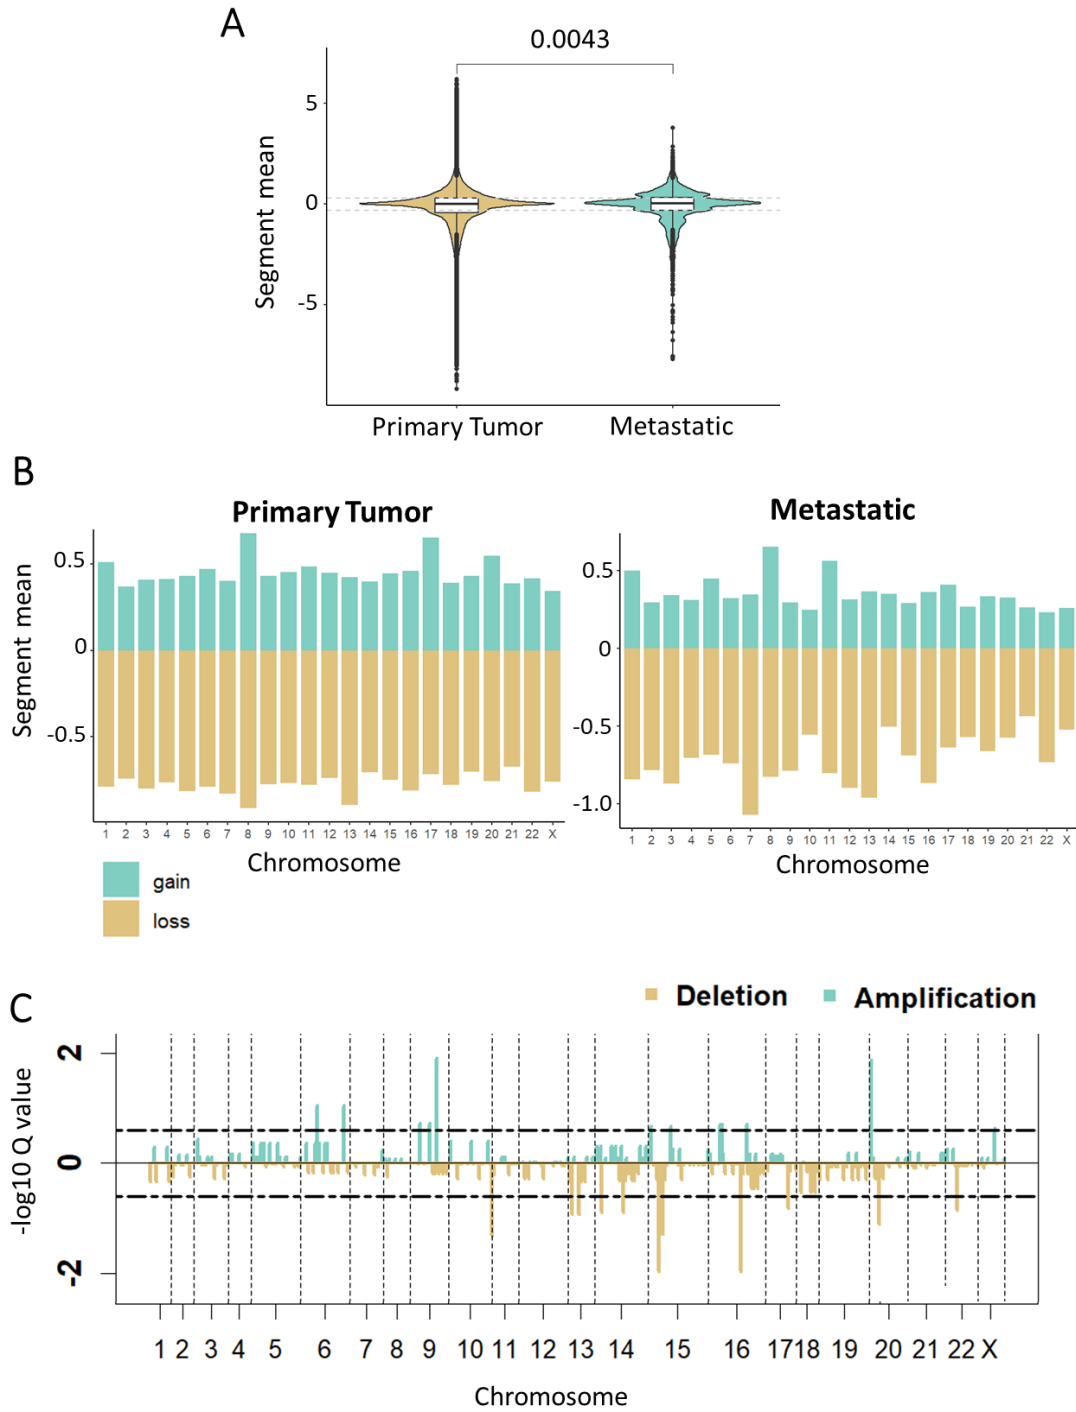 A
0.0043
5
0
-5
Segment mean
Primary Tumor Metastatic
B
Primary Tumor
0.5
0
-0.5
Segment mean
1 2 3 4 5 6 7 8 9 10 11 12 13 14 15 16 17 18 19 20 21 22 X
Chromosome
Metastatic
0.5
0
-0.5
-1.0
1 2 3 4 5 6 7 8 9 10 11 12 13 14 15 16 17 18 19 20 21 22 X
Chromosome
gain
loss
C
Deletion Amplification
2
0
-2
-log10 Q value
1 2 3 4 5 6 7 8 9 10 11 12 13 14 15 16 17 18 19 20 21 22 X
Chromosome